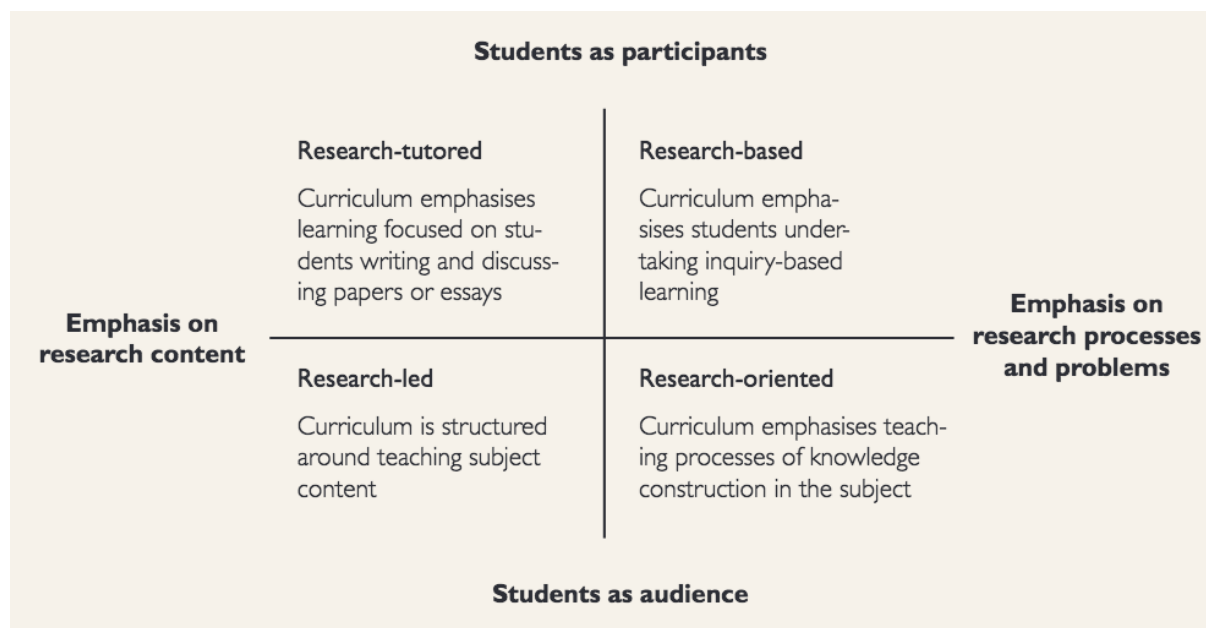 Students as participants
Research-tutored
Curriculum emphasises
learning focused on stu-
dents writing and discuss-
ing papers or essays
Research-based
Curriculum empha-
sises students under-
taking inquiry-based
learning
Emphasis on
research content
Emphasis on
research processes
and problems
Research-led
Curriculum is structured
around teaching subject
content
Research-oriented
Curriculum emphasises teach-
ing processes of knowledge
construction in the subject
Students as audience